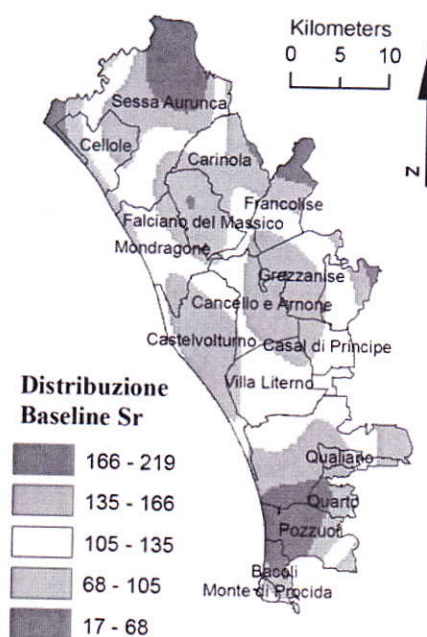 Kilometers
0 5 10
N
Sessa Aurunca
Cellole
Carinola
Francolise
Falciano del Massico
Mondragone
Grezzanise
Cancello e Arnone
Castelvolturno
Casal di Principe
Villa Literno
Distribuzione
Baseline Sr
166 - 219
135 - 166
105 - 135
68 - 105
17 - 68
Qualiano
Quarto
Pozzuoli
Bacoli
Monte di Procida